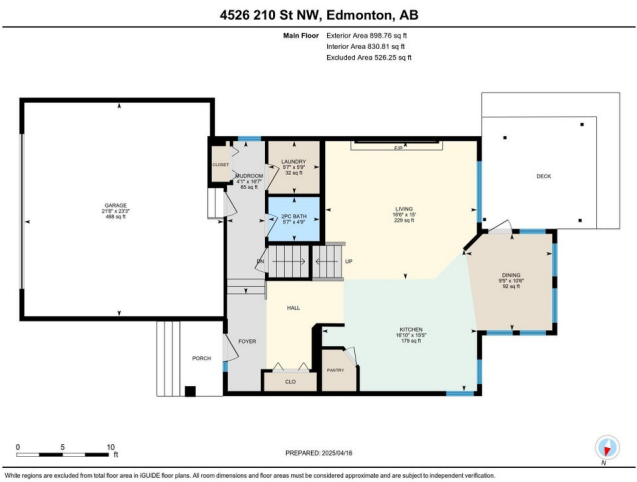 4526 210 St NW, Edmonton, AB
Main Floor Exterior Area 898.76 sq ft
Interior Area 830.81 sq ft
Excluded Area 526.25 sq ft
GARAGE
21'8" x 23'3"
488 sq ft
CLOSET
MUDROOM
4'1" x 16'7"
65 sq ft
LAUNDRY
5'7" x 5'9"
32 sq ft
2PC BATH
5'7" x 4'9"
F/P
LIVING
16'6" x 15'
229 sq ft
DECK
DN
UP
DINING
9'5" x 10'6"
92 sq ft
HALL
FOYER
KITCHEN
16'10" x 15'5"
179 sq ft
PORCH
CLO
PANTRY
0 5 10
ft
PREPARED: 2025/04/16
N
White regions are excluded from total floor area in iGUIDE floor plans. All room dimensions and floor areas must be considered approximate and are subject to independent verification.